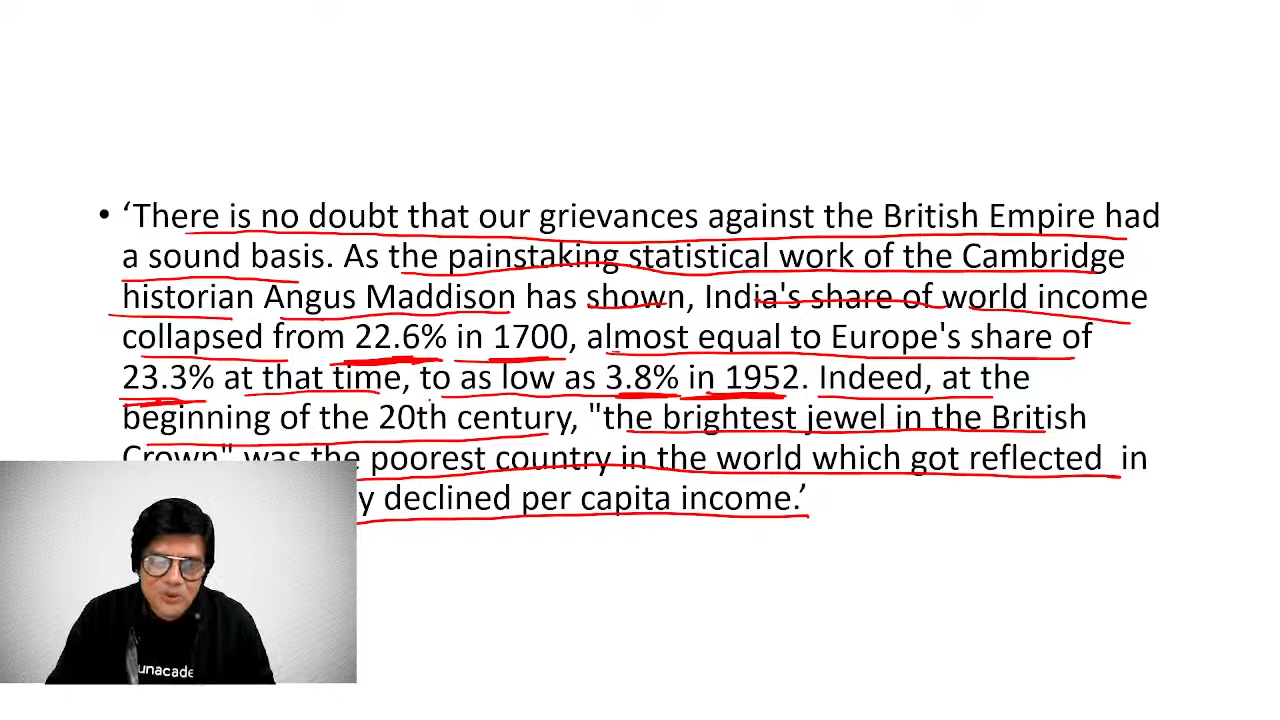 • ‘There is no doubt that our grievances against the British Empire had
a sound basis. As the painstaking statistical work of the Cambridge
historian Angus Maddison has shown, India's share of world income
collapsed from 22.6% in 1700, almost equal to Europe's share of
23.3% at that time, to as low as 3.8% in 1952. Indeed, at the
beginning of the 20th century, "the brightest jewel in the British
Crown" was the poorest country in the world which got reflected in
y declined per capita income.’
unacade